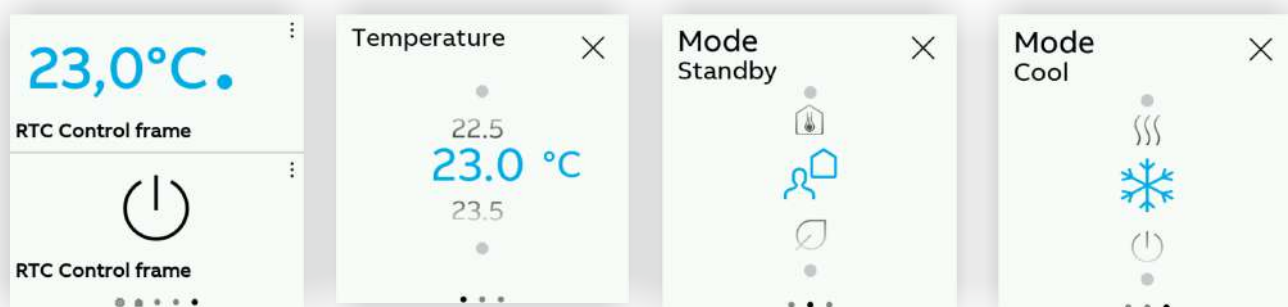 23,0°C
RTC Control frame
RTC Control frame
Temperature
22.5
23.0 °C
23.5
Mode
Standby
Mode
Cool